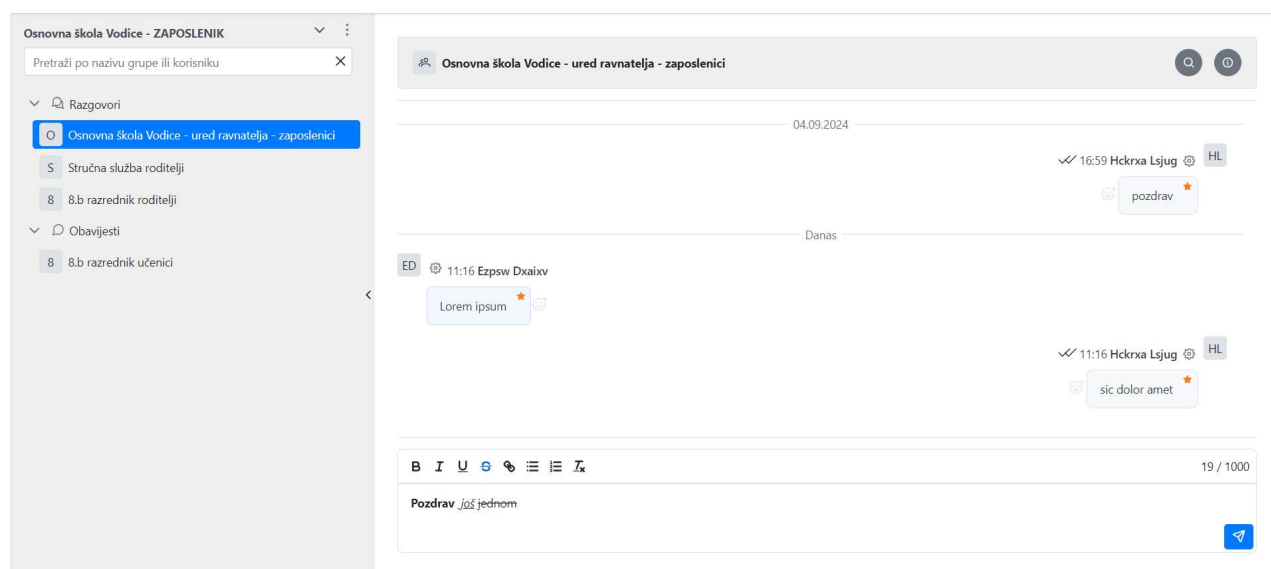 Osnovna škola Vodice - ZAPOSLENIK
Pretraži po nazivu grupe ili korisniku
Razgovori
O Osnovna škola Vodice - ured ravnatelja - zaposlenici
S Stručna služba roditelji
8 8.b razrednik roditelji
Obavijesti
8 8.b razrednik učenici
Osnovna škola Vodice - ured ravnatelja - zaposlenici
04.09.2024
16:59 Hckrxa Lsjug HL
pozdrav
Danas
ED 11:16 Ezpsw Dxaixv
Lorem ipsum
11:16 Hckrxa Lsjug HL
sic dolor amet
B I U S Tx 19 / 1000
Pozdrav još jednom